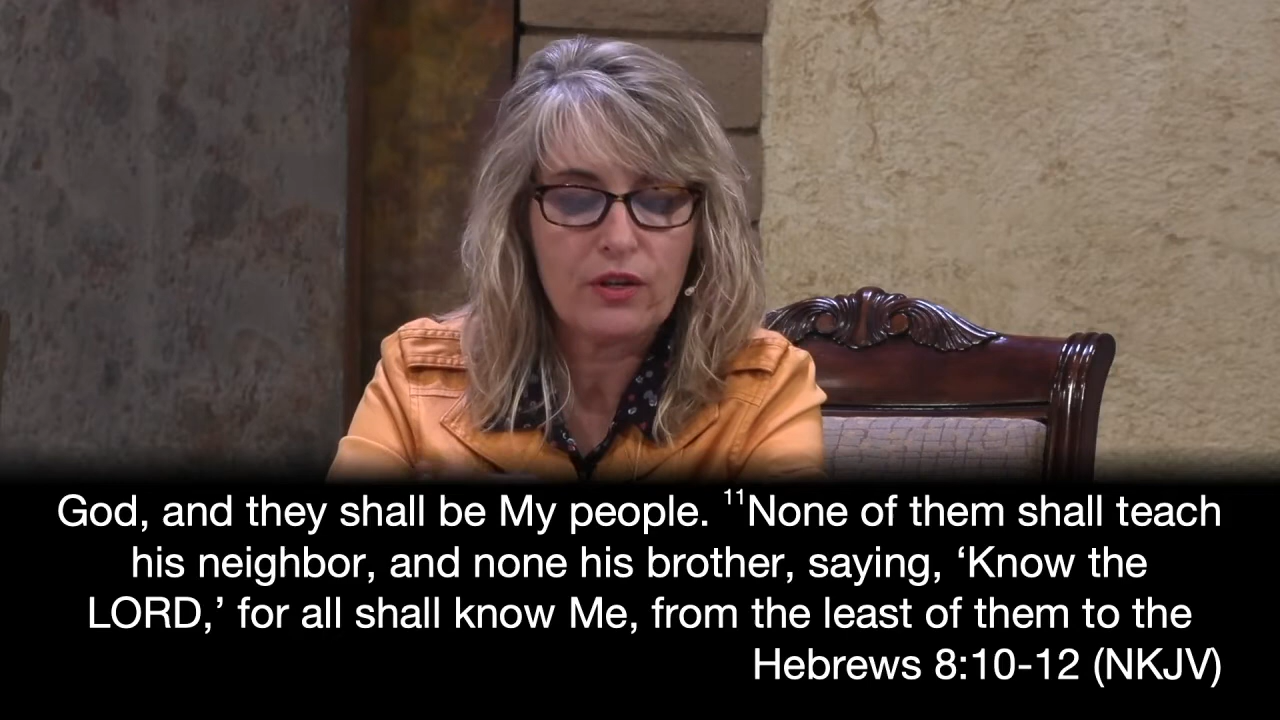 God, and they shall be My people. ¹¹None of them shall teach
his neighbor, and none his brother, saying, ‘Know the
LORD,’ for all shall know Me, from the least of them to the
Hebrews 8:10-12 (NKJV)